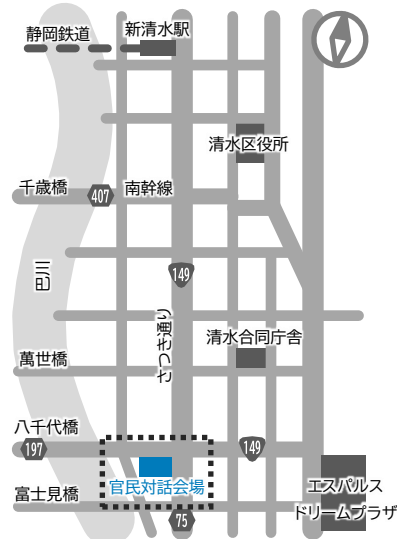 静岡鉄道
新清水駅
清水区役所
千歳橋
407
南幹線
149
巴川
さつき通り
清水合同庁舎
萬世橋
八千代橋
197
149
官民対話会場
エスパルス
ドリームプラザ
富士見橋
75